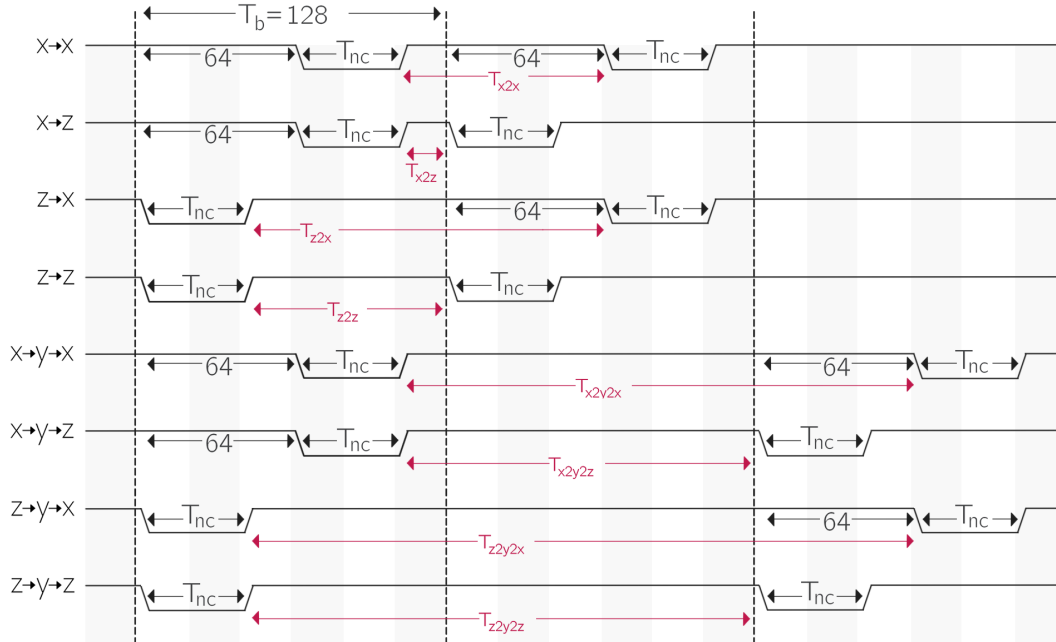 T_b = 128
X→X 64 T_nc 64 T_nc
T_x2x
X→Z 64 T_nc T_nc
T_x2z
Z→X T_nc 64 T_nc
T_z2x
Z→Z T_nc T_nc
T_z2z
X→y→X 64 T_nc 64 T_nc
T_x2y2x
X→y→Z 64 T_nc T_nc
T_x2y2z
Z→y→X T_nc 64 T_nc
T_z2y2x
Z→y→Z T_nc T_nc
T_z2y2z